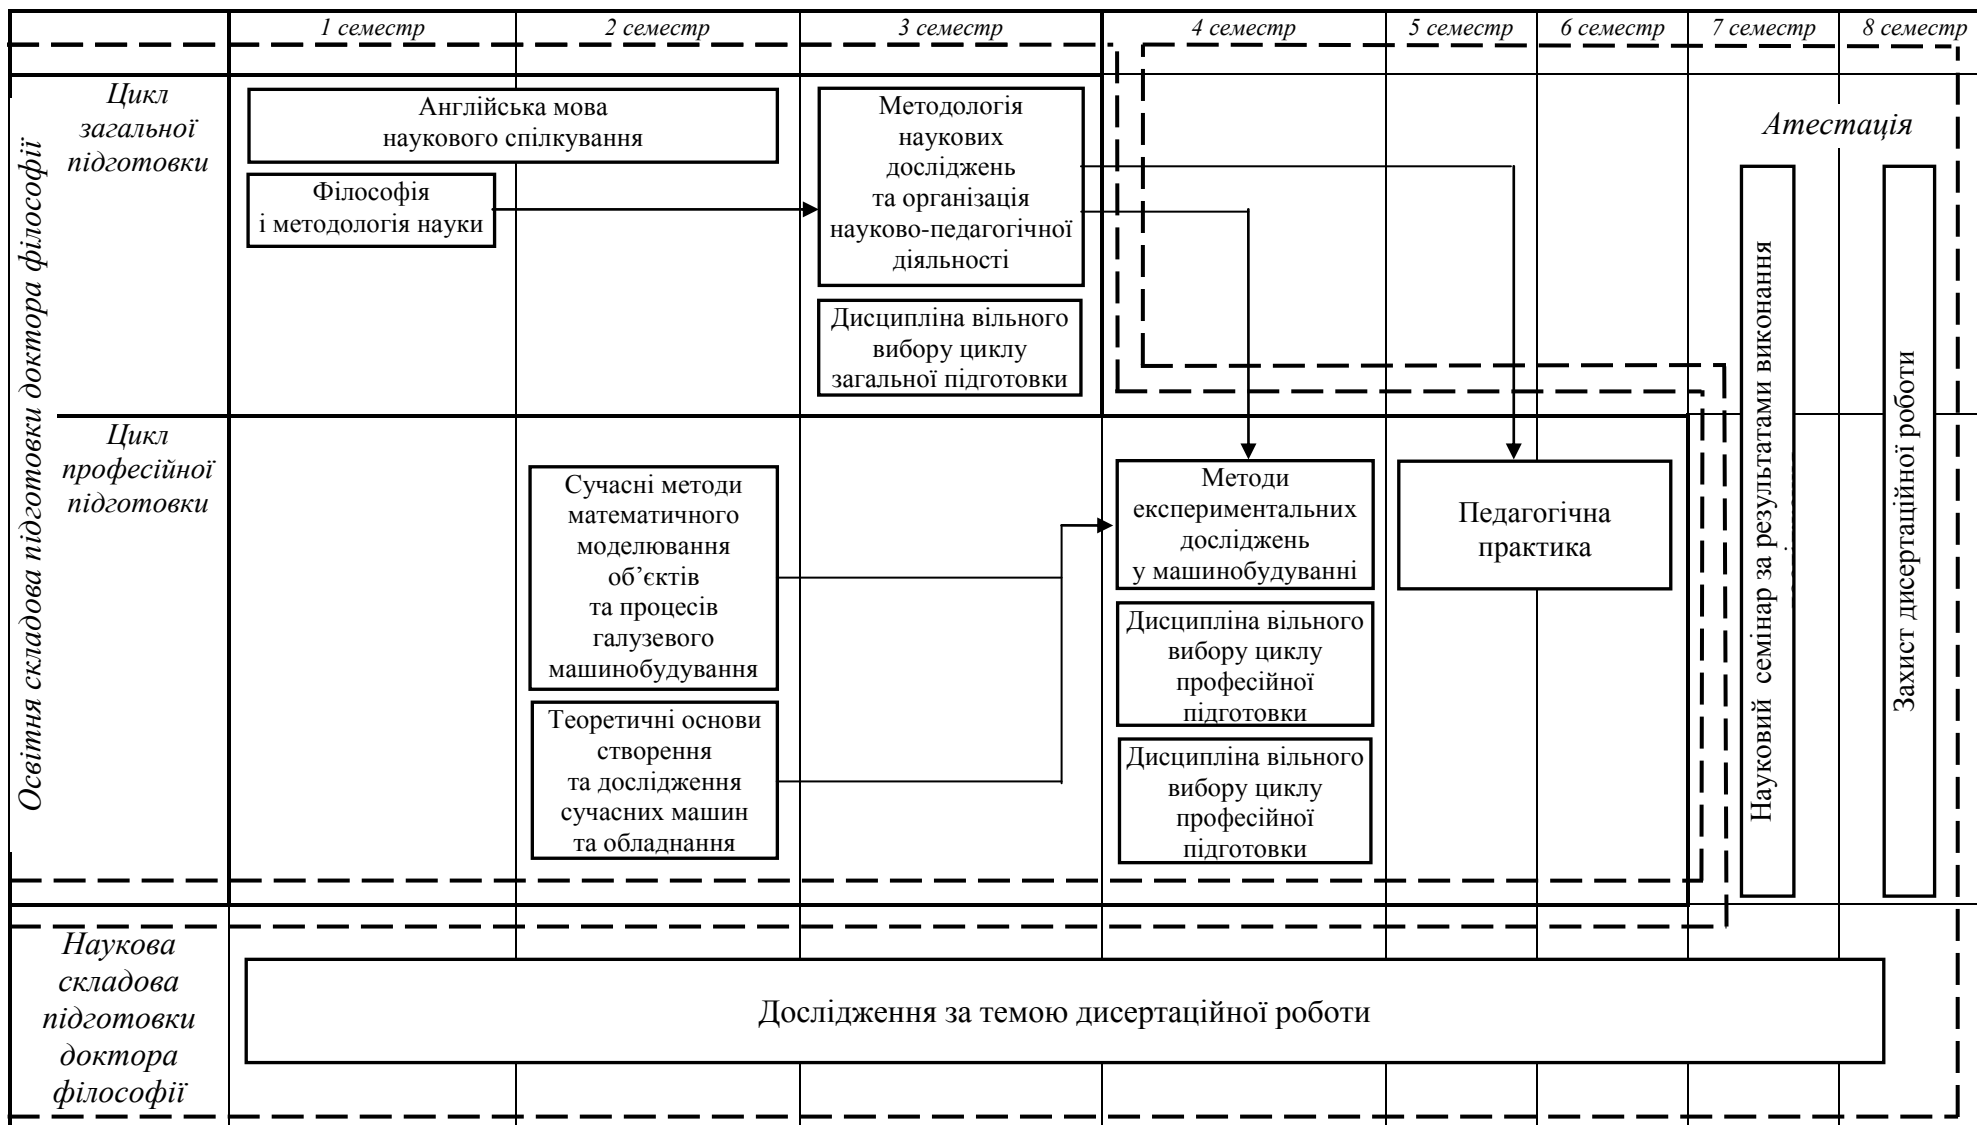 1 семестр
2 семестр
3 семестр
4 семестр
5 семестр
6 семестр
7 семестр
8 семестр
Освітня складова підготовки доктора філософії
Цикл
загальної
підготовки
Англійська мова
наукового спілкування
Філософія
і методологія науки
Методологія
наукових
досліджень
та організація
науково-педагогічної
діяльності
Дисципліна вільного
вибору циклу
загальної підготовки
Атестація
Науковий семінар за результатами виконання
Захист дисертаційної роботи
Цикл
професійної
підготовки
Сучасні методи
математичного
моделювання
об’єктів
та процесів
галузевого
машинобудування
Теоретичні основи
створення
та дослідження
сучасних машин
та обладнання
Методи
експериментальних
досліджень
у машинобудуванні
Дисципліна вільного
вибору циклу
професійної
підготовки
Дисципліна вільного
вибору циклу
професійної
підготовки
Педагогічна
практика
Наукова
складова
підготовки
доктора
філософії
Дослідження за темою дисертаційної роботи